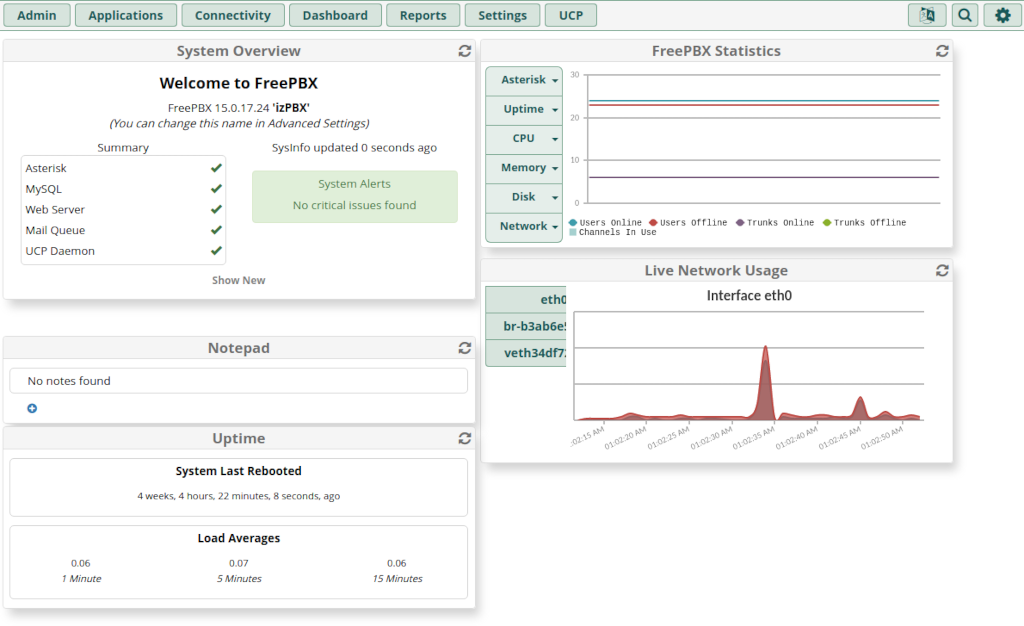 Admin Applications Connectivity Dashboard Reports Settings UCP
System Overview
Welcome to FreePBX
FreePBX 15.0.17.24 'izPBX'
(You can change this name in Advanced Settings)
Summary
Asterisk
MySQL
Web Server
Mail Queue
UCP Daemon
SysInfo updated 0 seconds ago
System Alerts
No critical issues found
Show New
Notepad
No notes found
Uptime
System Last Rebooted
4 weeks, 4 hours, 22 minutes, 8 seconds, ago
Load Averages
0.06 0.07 0.06
1 Minute 5 Minutes 15 Minutes
FreePBX Statistics
Asterisk
Uptime
CPU
Memory
Disk
Network
30
20
10
0
Users Online Users Offline Trunks Online Trunks Offline
Channels In Use
Live Network Usage
eth0
br-b3ab6e5
veth34df7
Interface eth0
:02:15 AM 01:02:20 AM 01:02:25 AM 01:02:30 AM 01:02:35 AM 01:02:40 AM 01:02:45 AM 01:02:50 AM